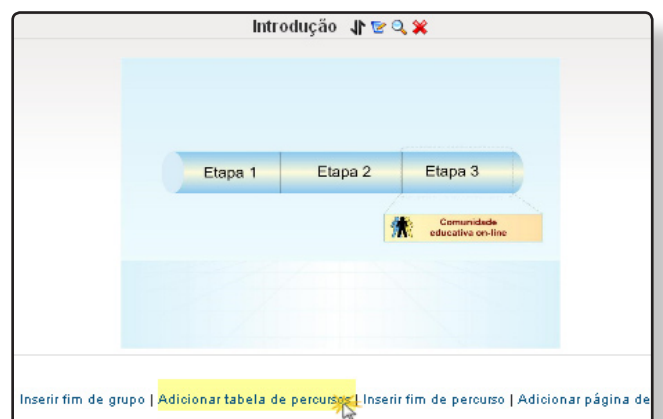 Introdução
Etapa 1 Etapa 2 Etapa 3
Comunidade
educativa on-line
Inserir fim de grupo | Adicionar tabela de percursos | Inserir fim de percurso | Adicionar página de